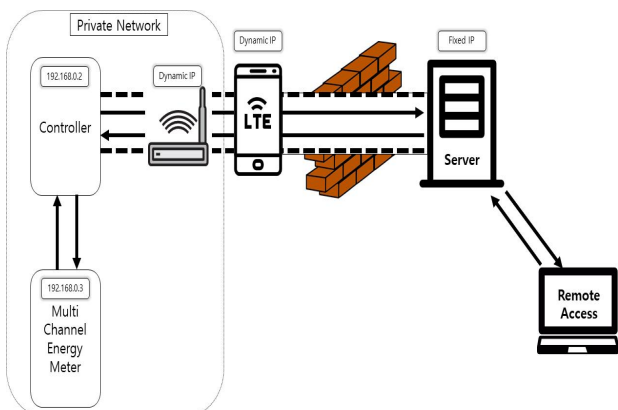 Private Network
Dynamic IP
Fixed IP
192.168.0.2
Dynamic IP
Controller
LTE
Server
192.168.0.3
Multi
Channel
Energy
Meter
Remote
Access